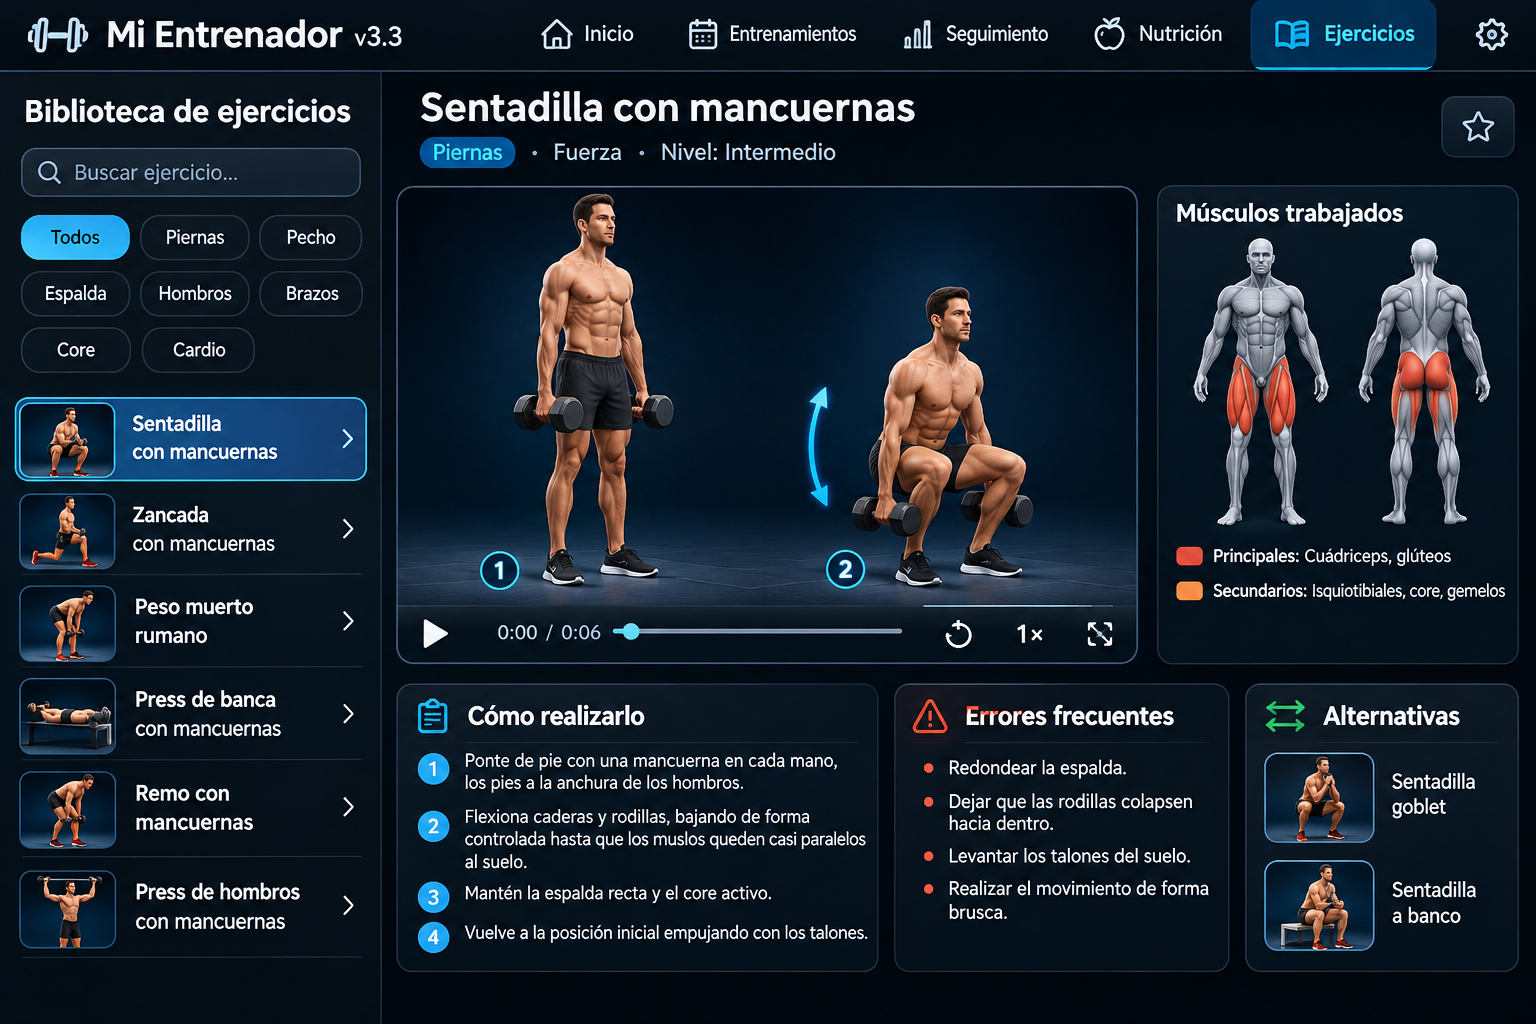 Mi Entrenador v3.3
Inicio
Entrenamientos
Seguimiento
Nutrición
Ejercicios
Biblioteca de ejercicios
Buscar ejercicio...
Todos
Piernas
Pecho
Espalda
Hombros
Brazos
Core
Cardio
Sentadilla
con mancuernas
Zancada
con mancuernas
Peso muerto
rumano
Press de banca
con mancuernas
Remo con
mancuernas
Press de hombros
con mancuernas
Sentadilla con mancuernas
Piernas • Fuerza • Nivel: Intermedio
1
2
0:00 / 0:06
1×
Músculos trabajados
Principales: Cuádriceps, glúteos
Secundarios: Isquiotibiales, core, gemelos
Cómo realizarlo
1 Ponte de pie con una mancuerna en cada mano,
los pies a la anchura de los hombros.
2 Flexiona caderas y rodillas, bajando de forma
controlada hasta que los muslos queden casi paralelos
al suelo.
3 Mantén la espalda recta y el core activo.
4 Vuelve a la posición inicial empujando con los talones.
Errores frecuentes
• Redondear la espalda.
• Dejar que las rodillas colapsen
hacia dentro.
• Levantar los talones del suelo.
• Realizar el movimiento de forma
brusca.
Alternativas
Sentadilla
goblet
Sentadilla
a banco